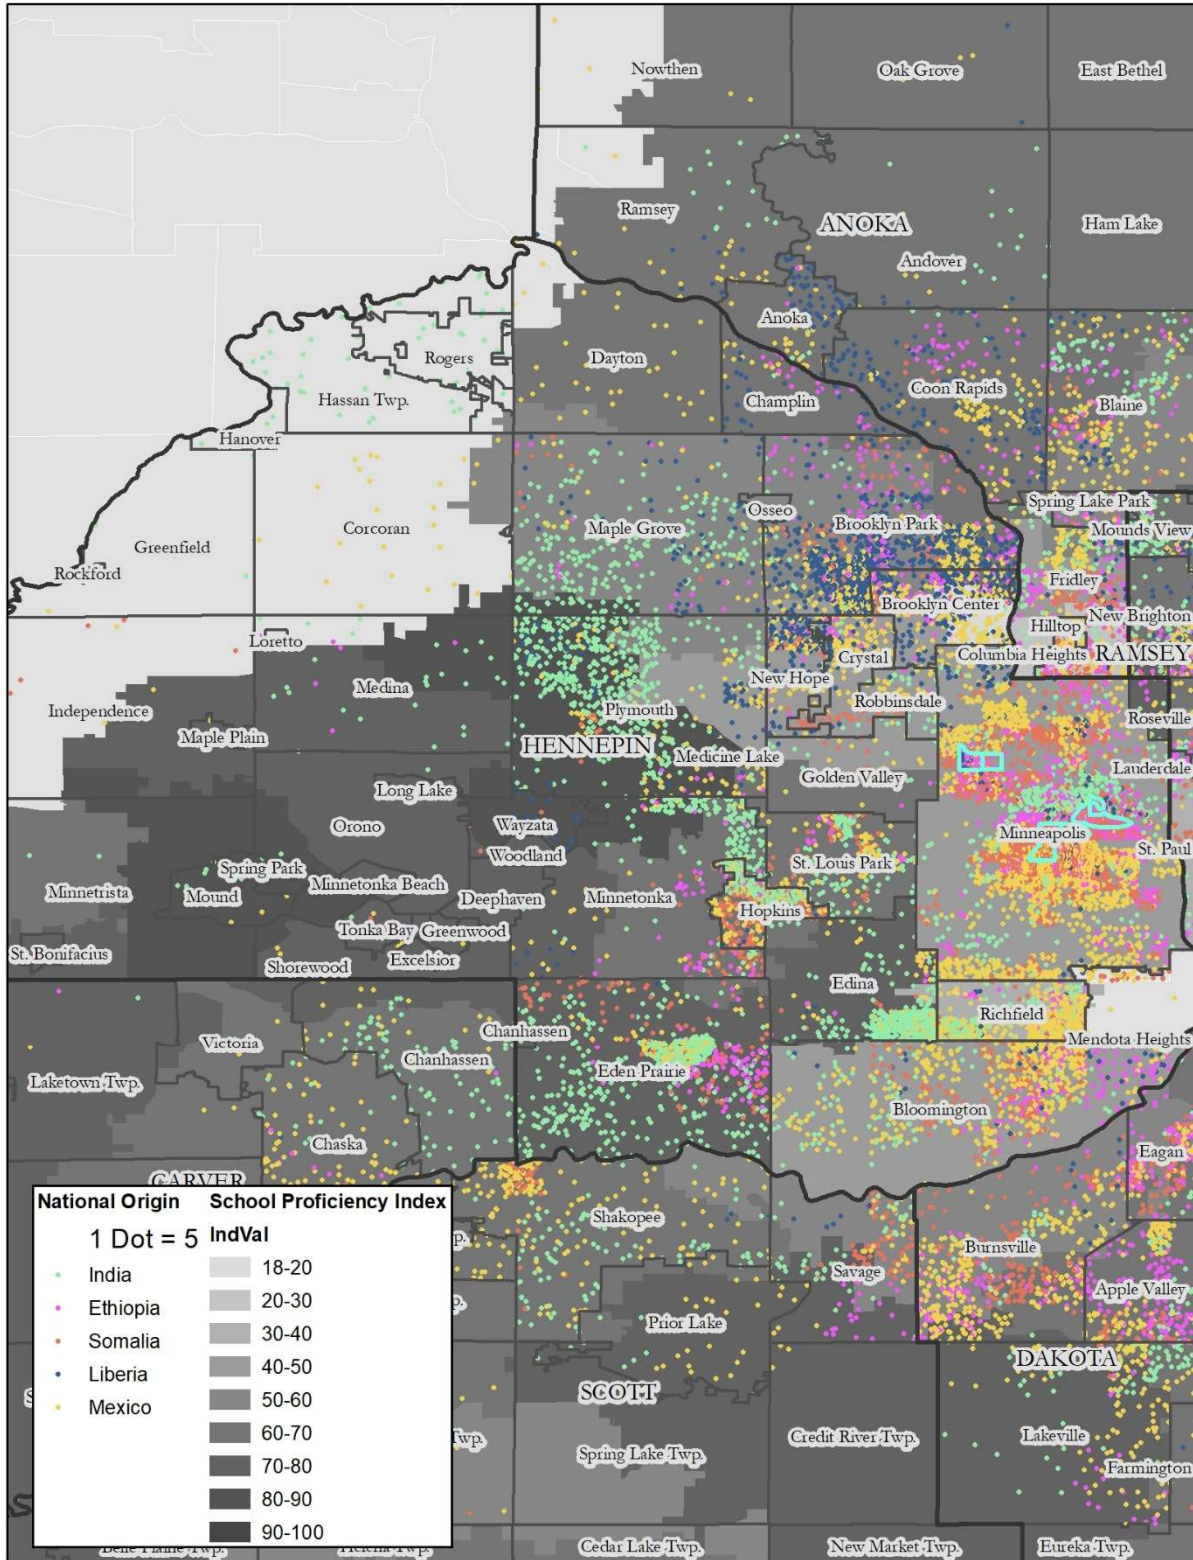 Nowthen
Oak Grove
East Bethel
Ramsey
ANOKA
Ham Lake
Andover
Anoka
Rogers
Dayton
Coon Rapids
Hassan Twp.
Champlin
Blaine
Hanover
Spring Lake Park
Osseo
Corcoran
Maple Grove
Brooklyn Park
Mounds View
Greenfield
Rockford
Fridley
Brooklyn Center
New Brighton
Hilltop
Loretto
Crystal
Columbia Heights
RAMSEY
Medina
New Hope
Robbinsdale
Independence
Plymouth
Roseville
Maple Plain
HENNEPIN
Medicine Lake
Lauderdale
Golden Valley
Long Lake
Orono
Wayzata
Minneapolis
St. Paul
Woodland
Spring Park
St. Louis Park
Minnetonka Beach
Minnetrista
Mound
Deephaven
Minnetonka
Hopkins
Tonka Bay
Greenwood
St. Bonifacius
Excelsior
Shorewood
Edina
Richfield
Victoria
Chanhassen
Chanhassen
Mendota Heights
Eden Prairie
Laketown Twp.
Bloomington
Chaska
Eagan
CARVER
Shakopee
Burnsville
Savage
Apple Valley
Prior Lake
DAKOTA
SCOTT
Lakeville
Credit River Twp.
Spring Lake Twp.
Farmington
Belle Plaine Twp.
Helena Twp.
Cedar Lake Twp.
New Market Twp.
Eureka Twp.
wp.
National Origin
1 Dot = 5
India
Ethiopia
Somalia
Liberia
Mexico
School Proficiency Index
IndVal
18-20
20-30
30-40
40-50
50-60
60-70
70-80
80-90
90-100